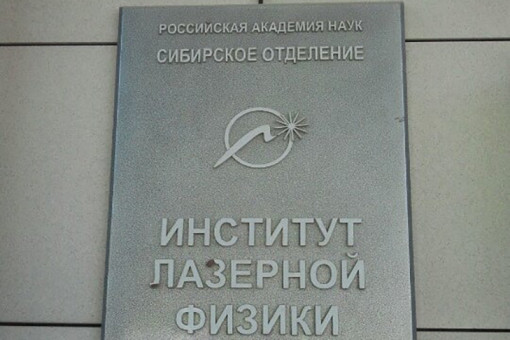 РОССИЙСКАЯ АКАДЕМИЯ НАУК
СИБИРСКОЕ ОТДЕЛЕНИЕ
ИНСТИТУТ
ЛАЗЕРНОЙ
ФИЗИКИ